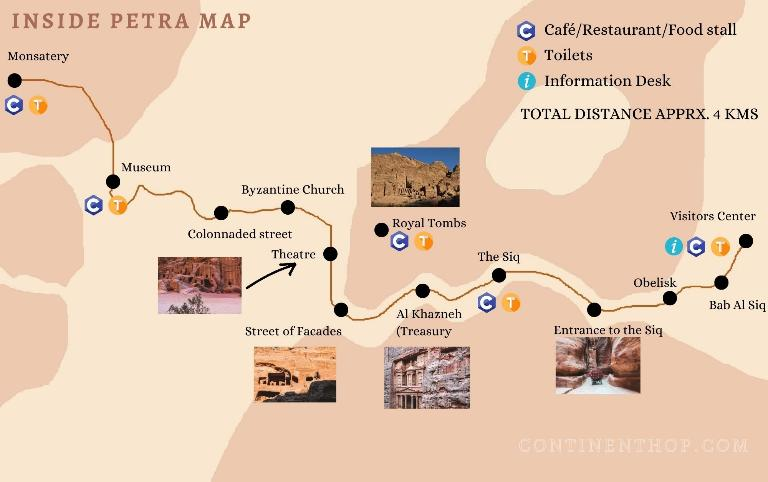 INSIDE PETRA MAP
C Café/Restaurant/Food stall
T Toilets
i Information Desk
TOTAL DISTANCE APPRX. 4 KMS
Monsatery
C T
Museum
C T
Byzantine Church
Colonnaded street
Theatre
Royal Tombs
C T
Visitors Center
i C T
The Siq
C T
Obelisk
Bab Al Siq
Al Khazneh
(Treasury
Street of Facades
Entrance to the Siq
CONTINENTHOP.COM